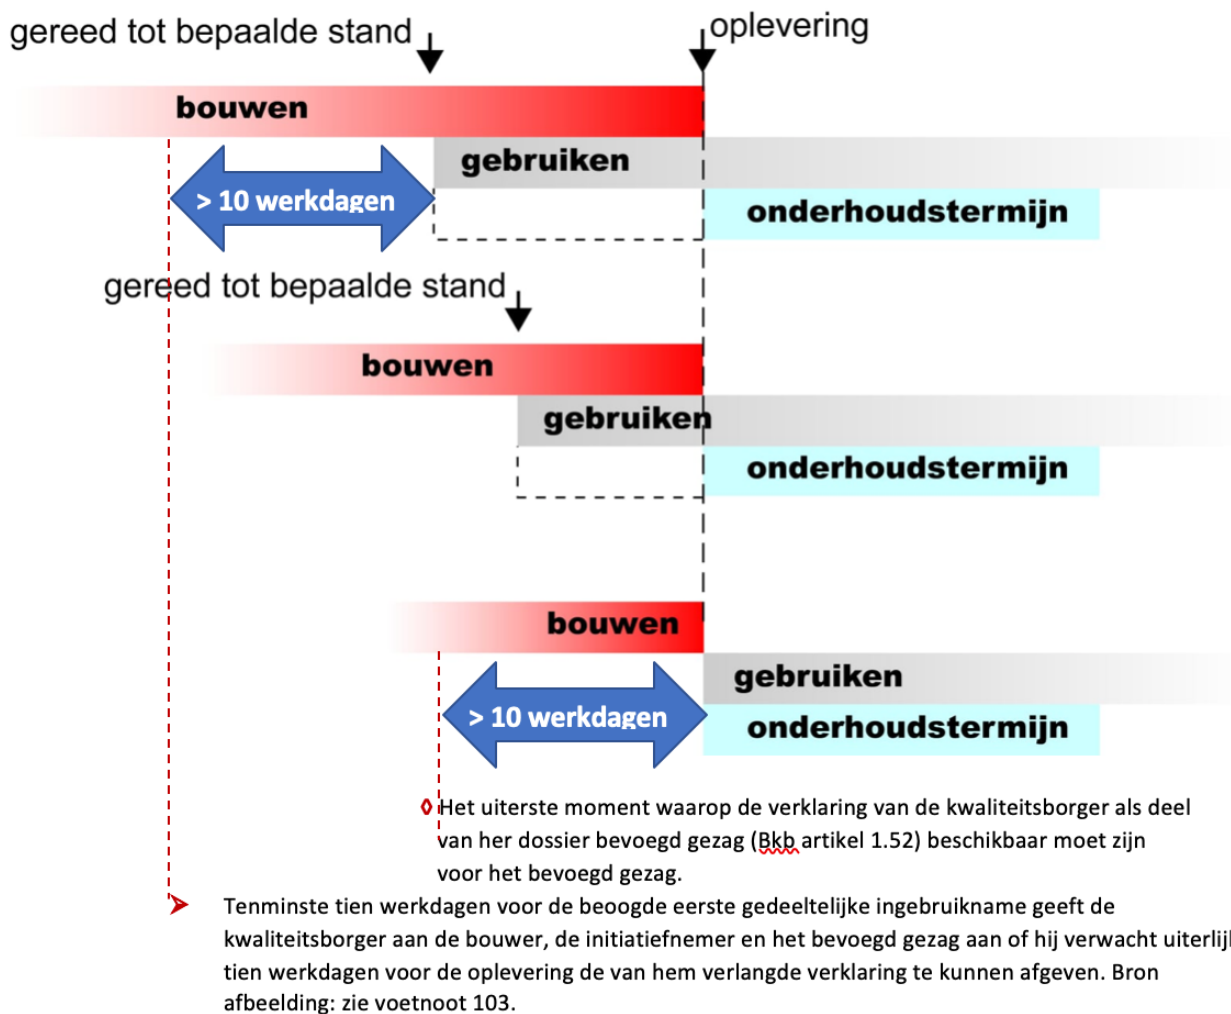 gereed tot bepaalde stand
oplevering
bouwen
gebruiken
> 10 werkdagen
onderhoudstermijn
gereed tot bepaalde stand
bouwen
gebruiken
onderhoudstermijn
bouwen
gebruiken
> 10 werkdagen
onderhoudstermijn
◊ Het uiterste moment waarop de verklaring van de kwaliteitsborger als deel
van her dossier bevoegd gezag (Bkb artikel 1.52) beschikbaar moet zijn
voor het bevoegd gezag.
➢ Tenminste tien werkdagen voor de beoogde eerste gedeeltelijke ingebruikname geeft de
kwaliteitsborger aan de bouwer, de initiatiefnemer en het bevoegd gezag aan of hij verwacht uiterlij
tien werkdagen voor de oplevering de van hem verlangde verklaring te kunnen afgeven. Bron
afbeelding: zie voetnoot 103.